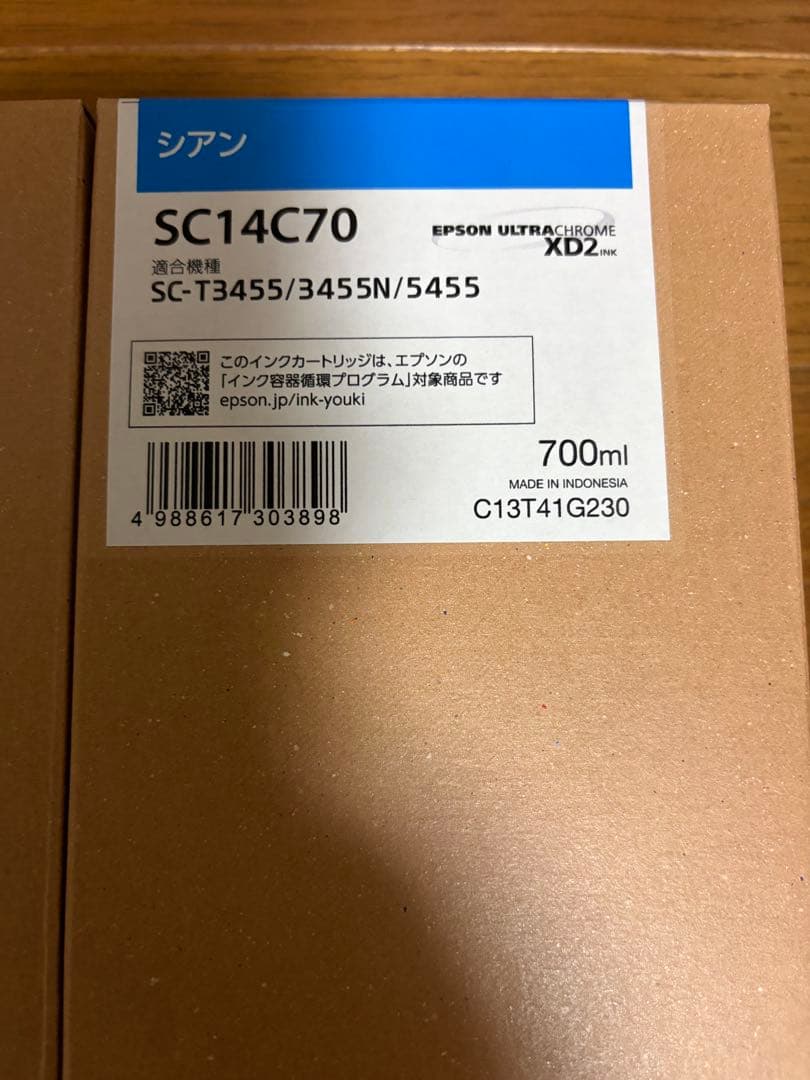 シアン
SC14C70
EPSON ULTRACHROME
XD2 INK
適合機種
SC-T3455/3455N/5455
このインクカートリッジは、エプソンの
「インク容器循環プログラム」対象商品です
epson.jp/ink-youki
700ml
MADE IN INDONESIA
C13T41G230
4 988617 303898